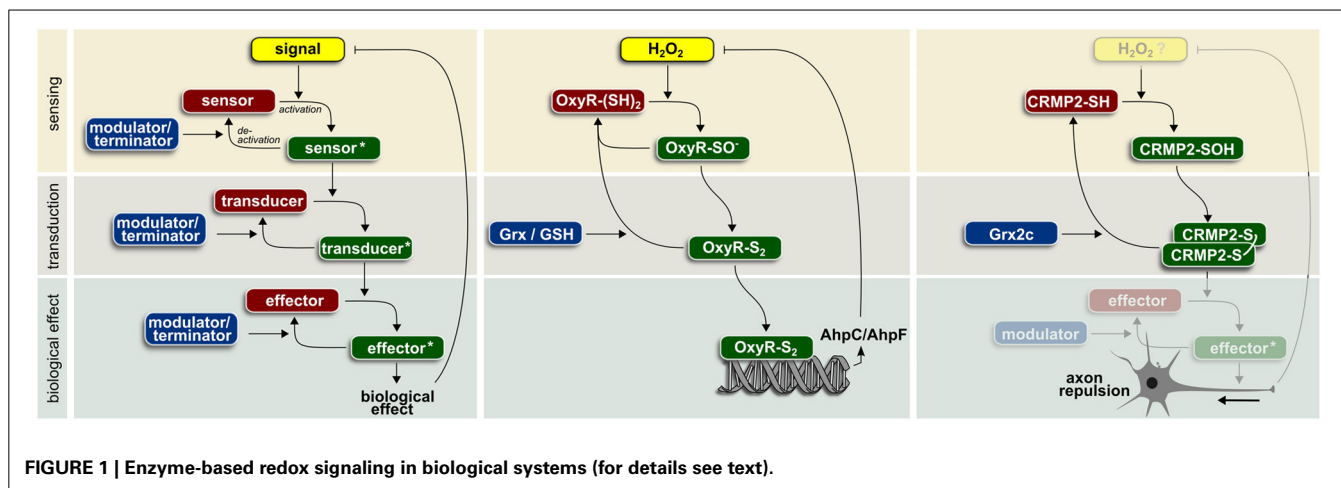 sensing
signal
sensor
activation
modulator/
terminator
de-
activation
sensor*
transduction
transducer
modulator/
terminator
transducer*
biological effect
effector
modulator/
terminator
effector*
biological
effect
H₂O₂
OxyR-(SH)₂
OxyR-SO⁻
Grx / GSH
OxyR-S₂
OxyR-S₂
AhpC/AhpF
H₂O₂ ?
CRMP2-SH
CRMP2-SOH
Grx2c
CRMP2-S
CRMP2-S
effector
modulator
effector*
axon
repulsion
FIGURE 1 | Enzyme-based redox signaling in biological systems (for details see text).